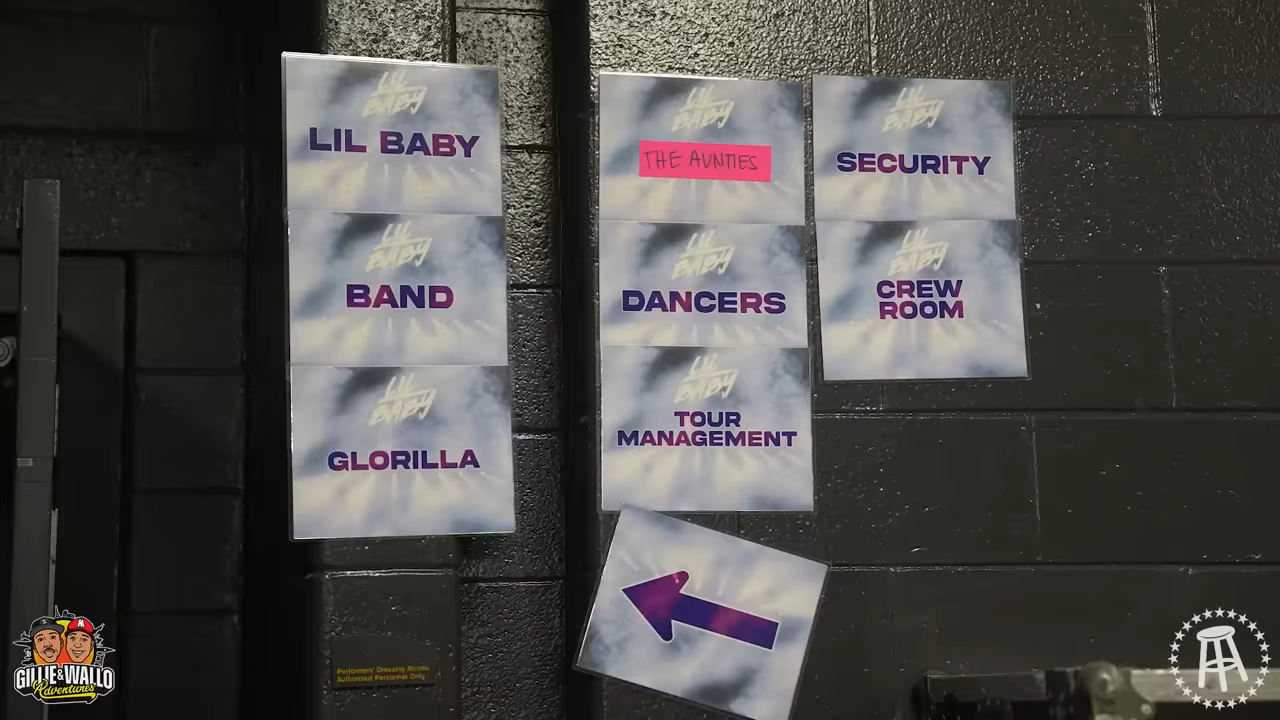 LIL
BABY
LIL BABY
LIL
BABY
BAND
LIL
BABY
GLORILLA
LIL
BABY
THE AUNTIES
LIL
BABY
DANCERS
LIL
BABY
TOUR
MANAGEMENT
LIL
BABY
SECURITY
LIL
BABY
CREW
ROOM
Performers' Dressing Rooms
Authorized Personnel Only
GILLIE & WALLO
Adventures